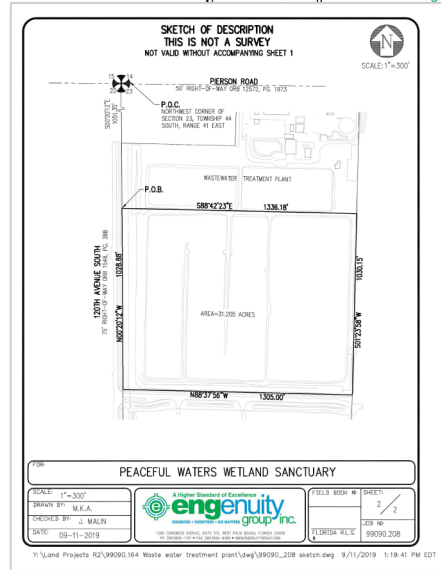 SKETCH OF DESCRIPTION
THIS IS NOT A SURVEY
NOT VALID WITHOUT ACCOMPANYING SHEET 1
N
SCALE: 1"=300'
15 14
22 23
PIERSON ROAD
50' RIGHT-OF-WAY ORB 12572, PG. 1973
P.O.C.
NORTHWEST CORNER OF
SECTION 23, TOWNSHIP 44
SOUTH, RANGE 41 EAST
S00°20'12"E
1051.30'
WASTEWATER TREATMENT PLANT
P.O.B.
S88°42'23"E 1336.18'
120TH AVENUE SOUTH
75' RIGHT-OF-WAY ORB 1548, PG. 388
N00°20'12"W 1028.88'
AREA=31.205 ACRES
S01°23'58"W 1030.15'
N88°37'56"W 1305.00'
FOR:
PEACEFUL WATERS WETLAND SANCTUARY
SCALE: 1"=300'
DRAWN BY: M.K.A.
CHECKED BY: J. MALIN
DATE: 09-11-2019
A Higher Standard of Excellence
engenuity
group inc.
ENGINEERS • SURVEYORS • GIS MAPPERS
FIELD BOOK №
SHEET:
2/2
JOB №
99090.208
FLORIDA R.L.S.
#
Y:\Land Projects R2\99090.164 Waste water treatment plant\dwg\99090_208 sketch.dwg 9/11/2019 1:19:41 PM EDT